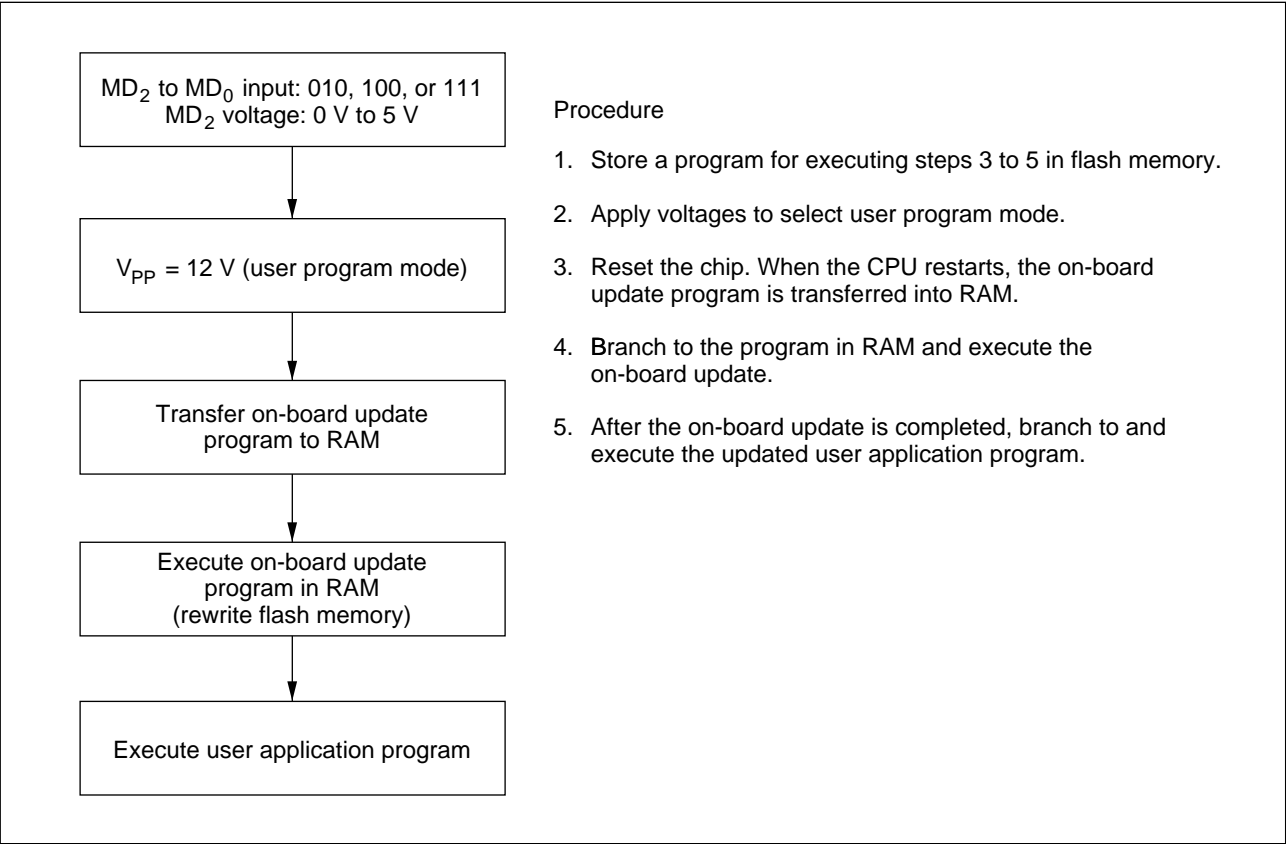 MD2 to MD0 input: 010, 100, or 111
MD2 voltage: 0 V to 5 V
VPP = 12 V (user program mode)
Transfer on-board update
program to RAM
Execute on-board update
program in RAM
(rewrite flash memory)
Execute user application program
Procedure
1. Store a program for executing steps 3 to 5 in flash memory.
2. Apply voltages to select user program mode.
3. Reset the chip. When the CPU restarts, the on-board
update program is transferred into RAM.
4. Branch to the program in RAM and execute the
on-board update.
5. After the on-board update is completed, branch to and
execute the updated user application program.